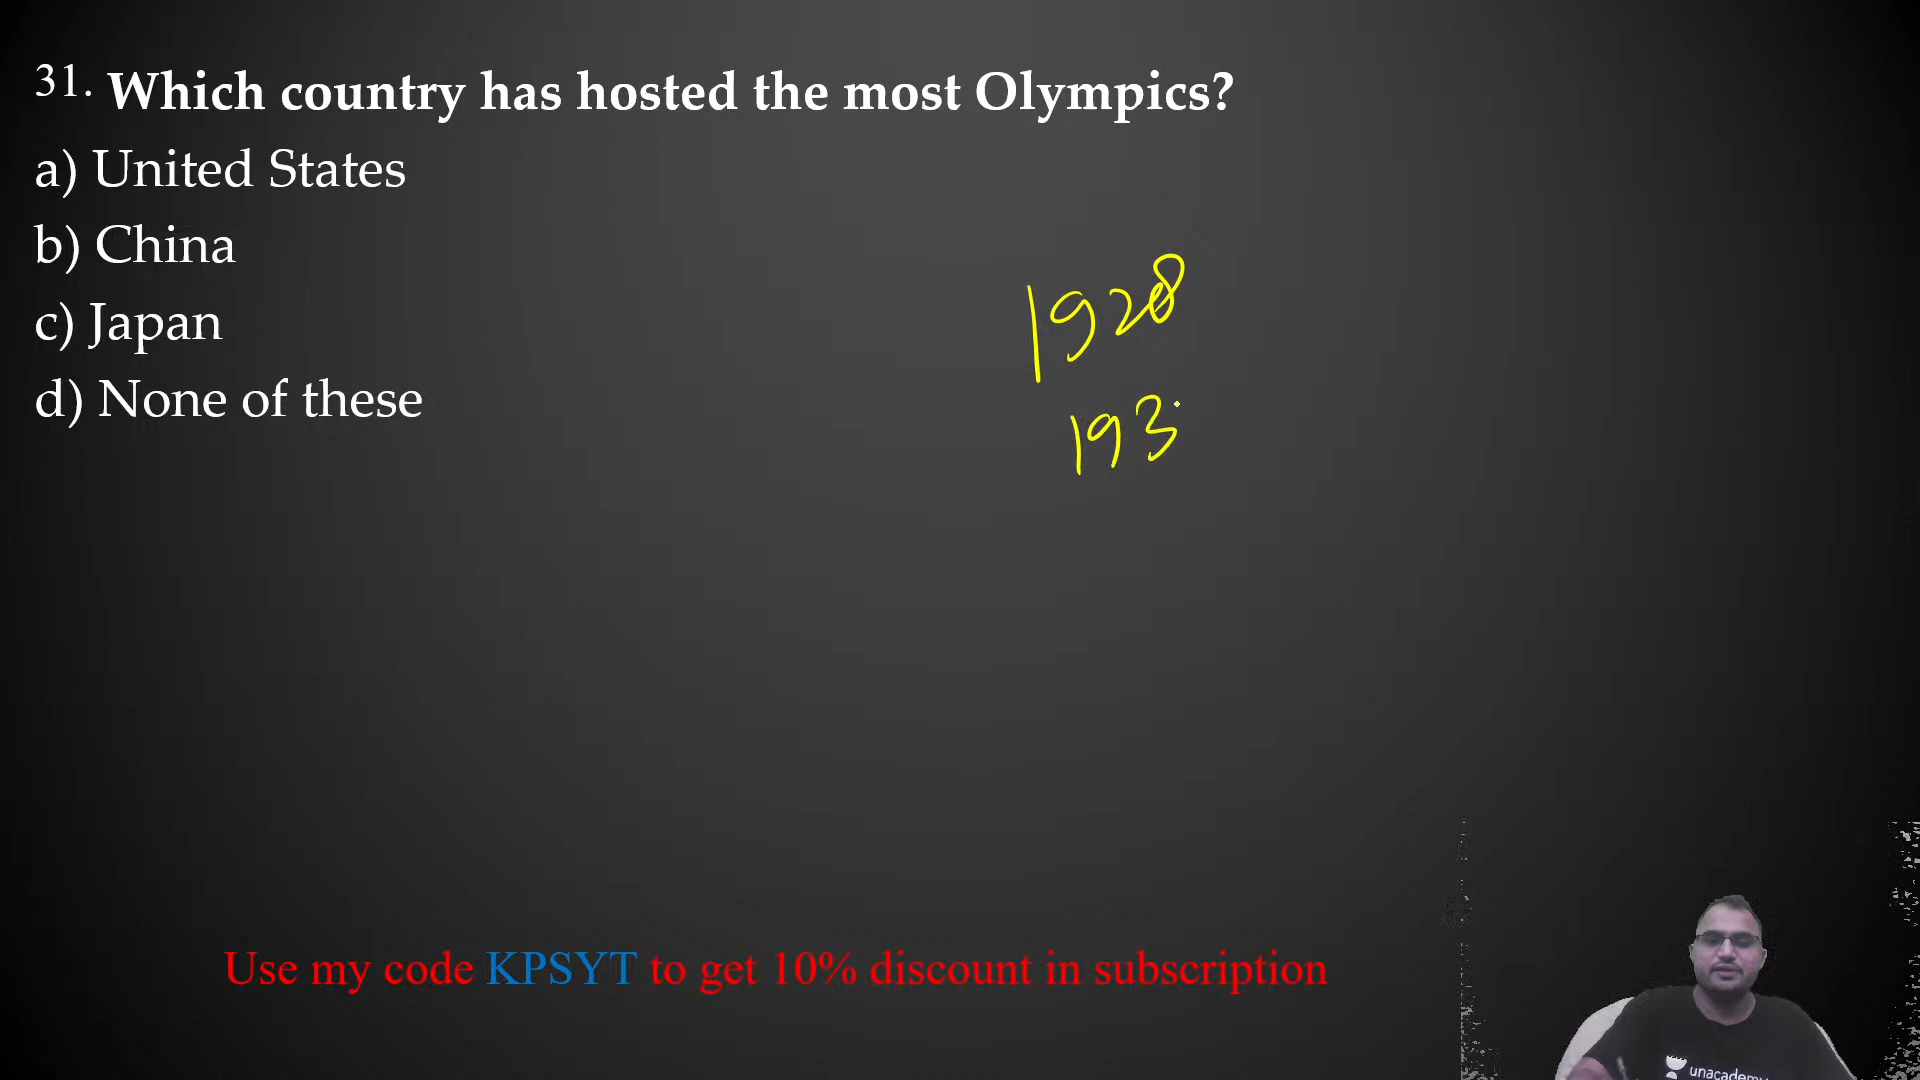 31. Which country has hosted the most Olympics?
a) United States
b) China
c) Japan
d) None of these
1928
193
Use my code KPSYT to get 10% discount in subscription
unacademy